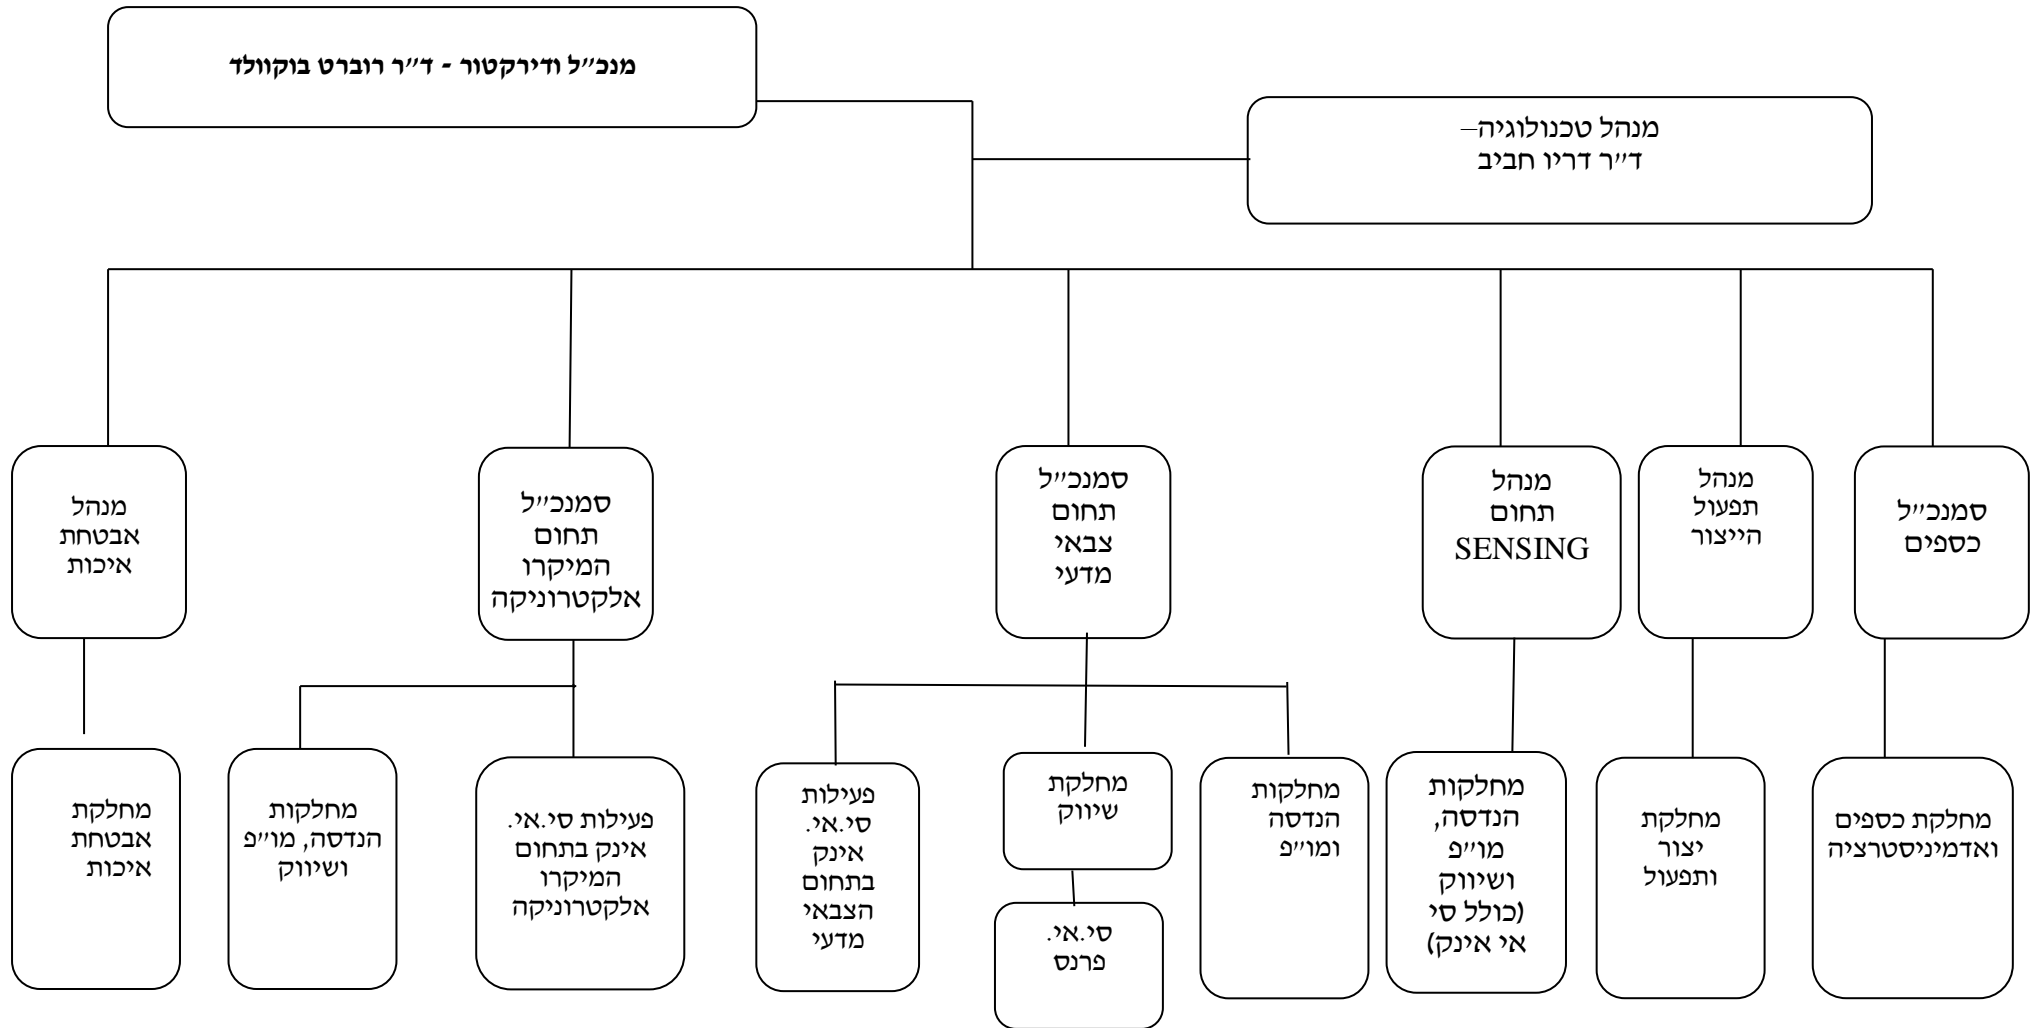 מנכ״ל ודירקטור - ד״ר רוברט בוקוולד
מנהל טכנולוגיה–
ד״ר דריו חביב
סמנכ״ל
כספים
מנהל
תפעול
הייצור
מנהל
תחום
SENSING
סמנכ״ל
תחום
צבאי
מדעי
סמנכ״ל
תחום
המיקרו
אלקטרוניקה
מנהל
אבטחת
איכות
מחלקת כספים
ואדמיניסטרציה
מחלקת
יצור
ותפעול
מחלקות
הנדסה,
מו״פ
ושיווק
(כולל סי
אי אינק)
מחלקות
הנדסה
ומו״פ
מחלקת
שיווק
סי.אי.
פרנס
פעילות
סי.אי.
אינק
בתחום
הצבאי
מדעי
פעילות סי.אי.
אינק בתחום
המיקרו
אלקטרוניקה
מחלקות
הנדסה, מו״פ
ושיווק
מחלקת
אבטחת
איכות